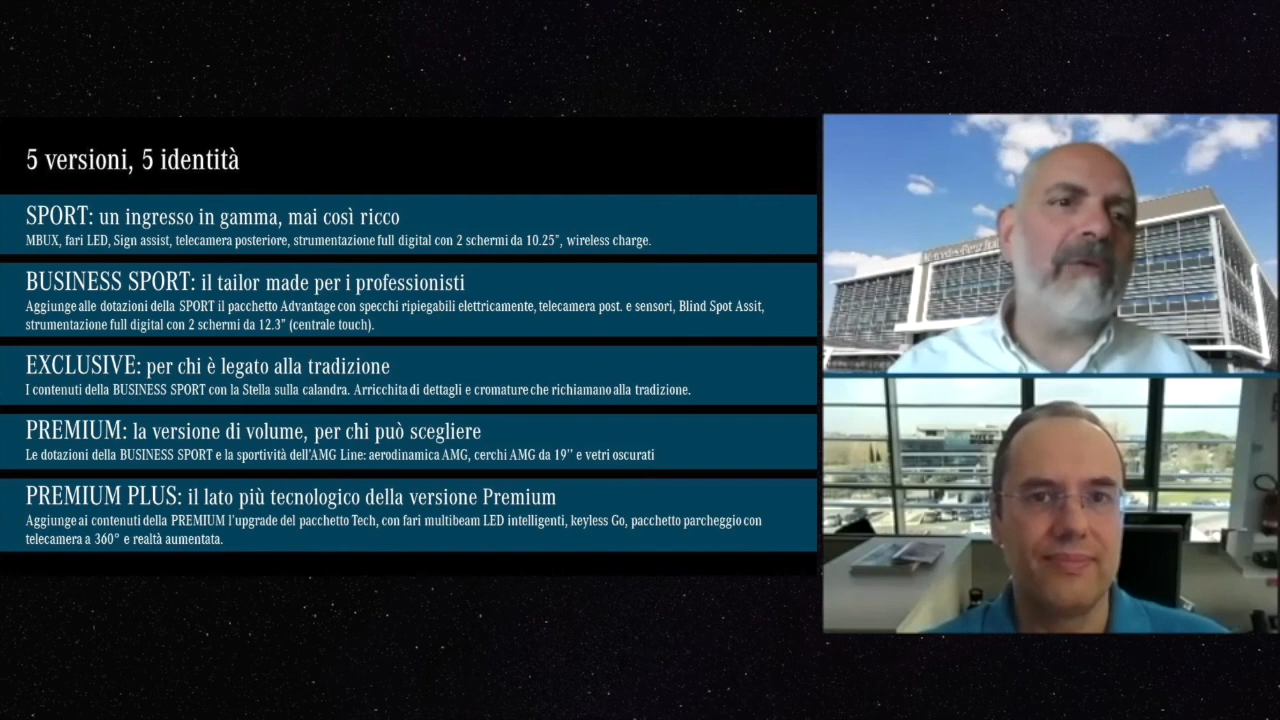 5 versioni, 5 identità
SPORT: un ingresso in gamma, mai così ricco
MBUX, fari LED, Sign assist, telecamera posteriore, strumentazione full digital con 2 schermi da 10.25", wireless charge.
BUSINESS SPORT: il tailor made per i professionisti
Aggiunge alle dotazioni della SPORT il pacchetto Advantage con specchi ripiegabili elettricamente, telecamera post. e sensori, Blind Spot Assit,
strumentazione full digital con 2 schermi da 12.3" (centrale touch).
EXCLUSIVE: per chi è legato alla tradizione
I contenuti della BUSINESS SPORT con la Stella sulla calandra. Arricchita di dettagli e cromature che richiamano alla tradizione.
PREMIUM: la versione di volume, per chi può scegliere
Le dotazioni della BUSINESS SPORT e la sportività dell'AMG Line: aerodinamica AMG, cerchi AMG da 19'' e vetri oscurati
PREMIUM PLUS: il lato più tecnologico della versione Premium
Aggiunge ai contenuti della PREMIUM l'upgrade del pacchetto Tech, con fari multibeam LED intelligenti, keyless Go, pacchetto parcheggio con
telecamera a 360° e realtà aumentata.